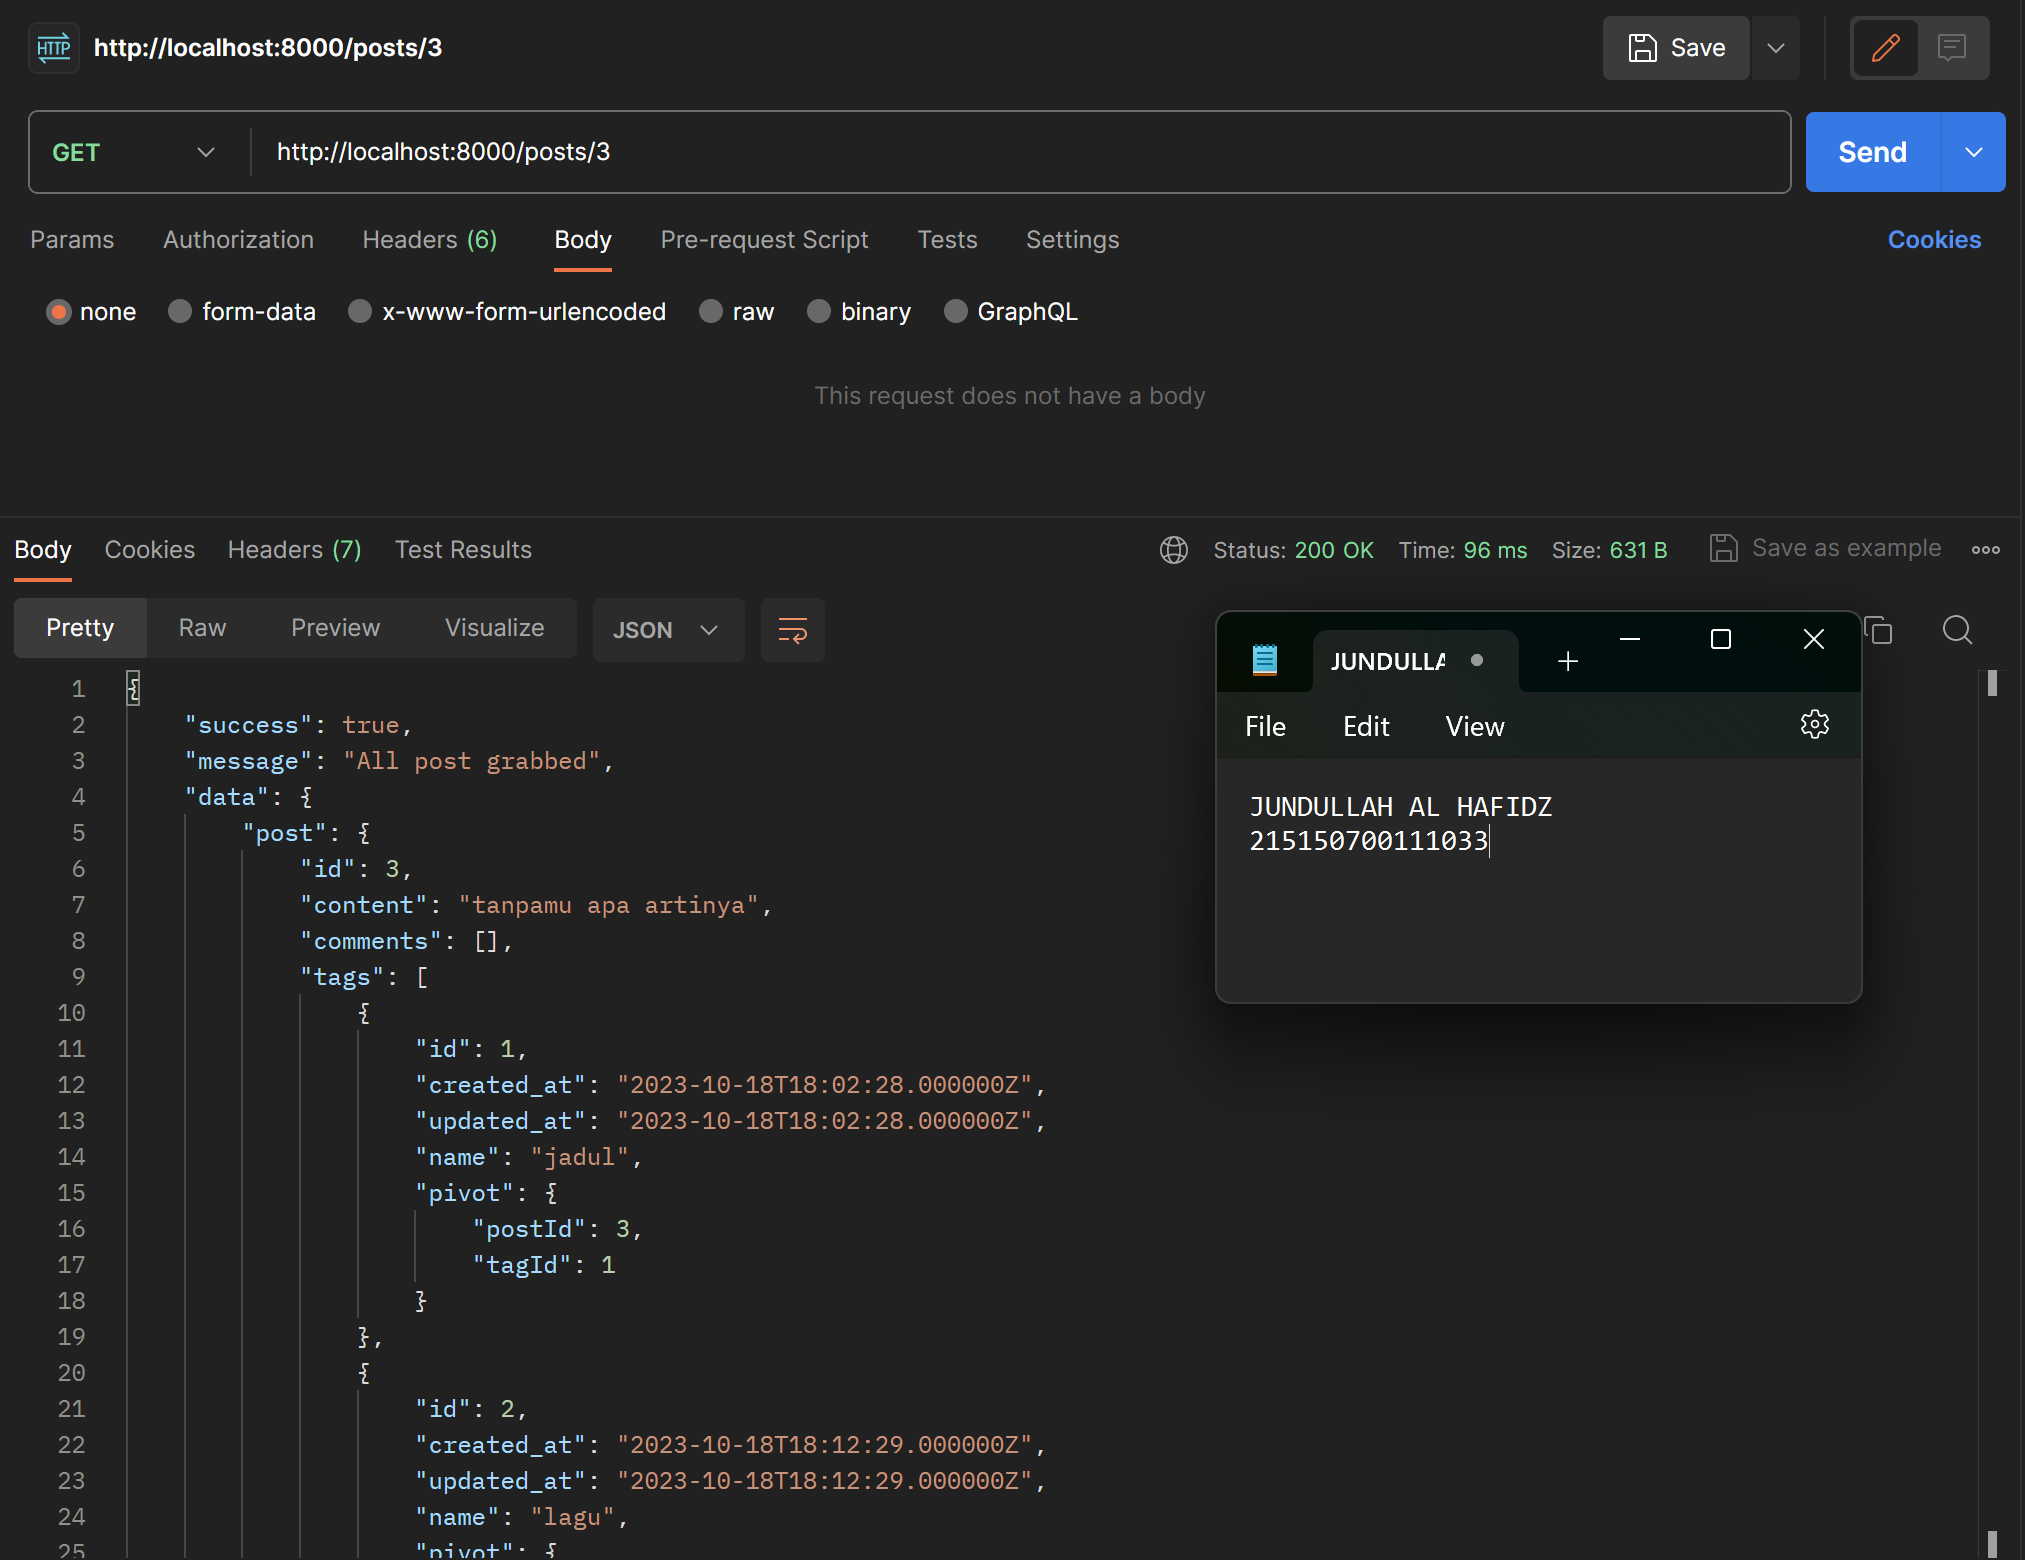 HTTP http://localhost:8000/posts/3 Save
GET http://localhost:8000/posts/3 Send
Params Authorization Headers (6) Body Pre-request Script Tests Settings Cookies
none form-data x-www-form-urlencoded raw binary GraphQL
This request does not have a body
Body Cookies Headers (7) Test Results Status: 200 OK Time: 96 ms Size: 631 B Save as example
Pretty Raw Preview Visualize JSON
1 {
2 "success": true,
3 "message": "All post grabbed",
4 "data": {
5 "post": {
6 "id": 3,
7 "content": "tanpamu apa artinya",
8 "comments": [],
9 "tags": [
10 {
11 "id": 1,
12 "created_at": "2023-10-18T18:02:28.000000Z",
13 "updated_at": "2023-10-18T18:02:28.000000Z",
14 "name": "jadul",
15 "pivot": {
16 "postId": 3,
17 "tagId": 1
18 }
19 },
20 {
21 "id": 2,
22 "created_at": "2023-10-18T18:12:29.000000Z",
23 "updated_at": "2023-10-18T18:12:29.000000Z",
24 "name": "lagu",
25 "pivot": {
JUNDULLA
File Edit View
JUNDULLAH AL HAFIDZ
215150700111033